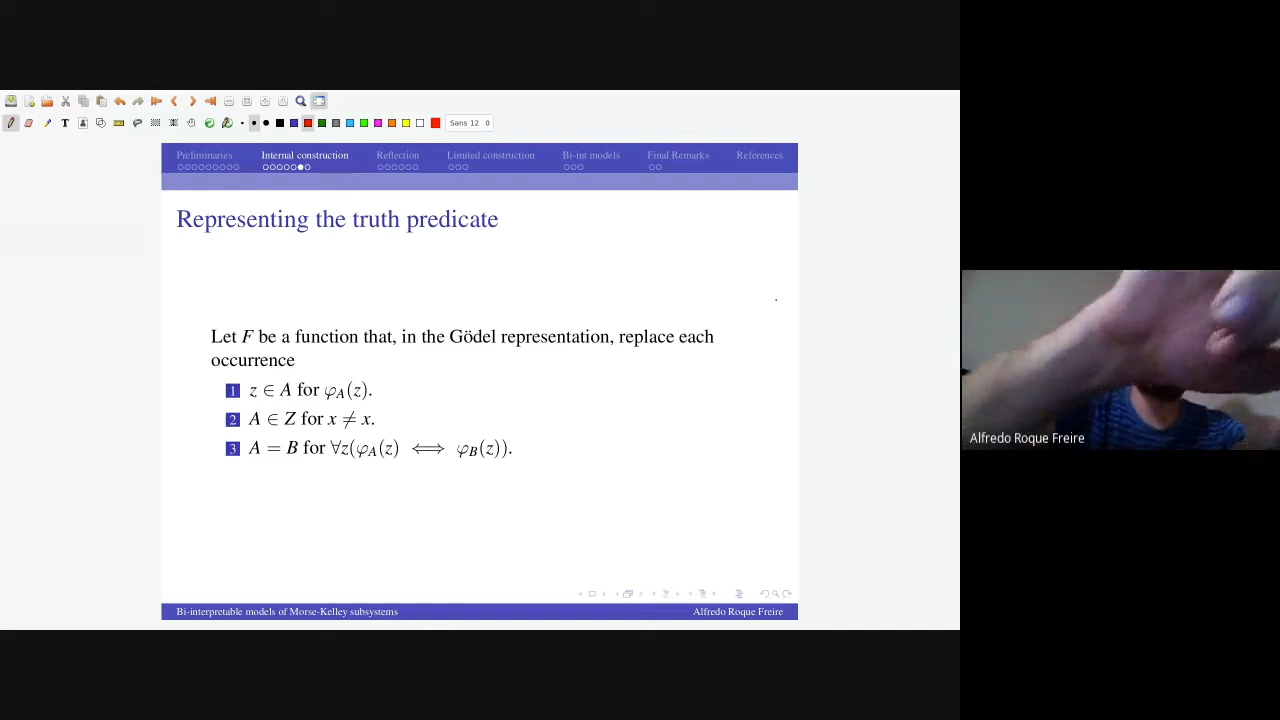 Sans 12 0
Preliminaries Internal construction Reflection Limited construction Bi-int models Final Remarks References
Representing the truth predicate
Let F be a function that, in the Gödel representation, replace each
occurrence
1 z ∈ A for φ_A(z).
2 A ∈ Z for x ≠ x.
3 A = B for ∀z(φ_A(z) ⟺ φ_B(z)).
Alfredo Roque Freire
Bi-interpretable models of Morse-Kelley subsystems Alfredo Roque Freire